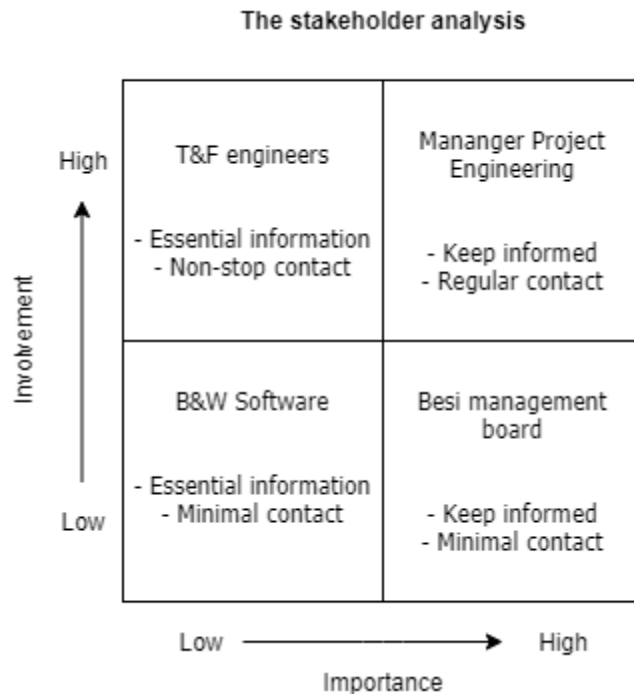 The stakeholder analysis
High
T&F engineers
- Essential information
- Non-stop contact
Mananger Project
Engineering
- Keep informed
- Regular contact
Involvement
B&W Software
- Essential information
- Minimal contact
Besi management
board
- Keep informed
- Minimal contact
Low
Low
High
Importance